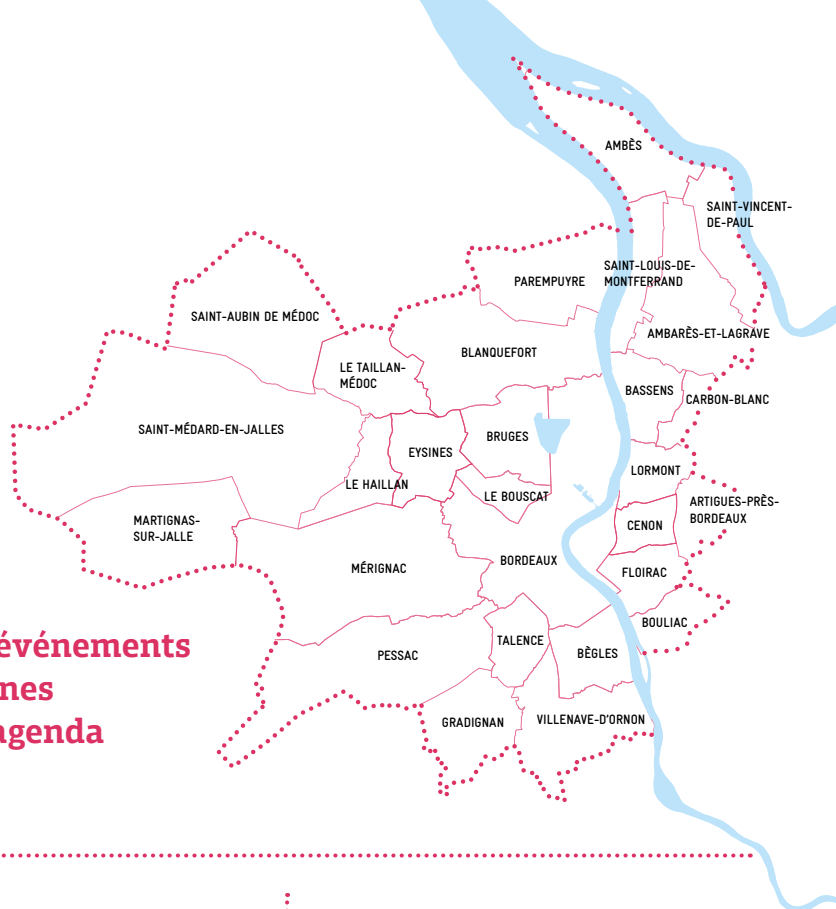 AMBÈS
SAINT-VINCENT-
DE-PAUL
SAINT-LOUIS-DE-
MONTFERRAND
PAREMPUYRE
SAINT-AUBIN DE MÉDOC
AMBARÈS-ET-LAGRAVE
BLANQUEFORT
LE TAILLAN-
MÉDOC
BASSENS
CARBON-BLANC
SAINT-MÉDARD-EN-JALLES
BRUGES
EYSINES
LORMONT
LE HAILLAN
LE BOUSCAT
ARTIGUES-PRÈS-
BORDEAUX
MARTIGNAS-
SUR-JALLE
CENON
BORDEAUX
MÉRIGNAC
FLOIRAC
BOULIAC
TALENCE
PESSAC
BÈGLES
événements
nes
agenda
GRADIGNAN
VILLENAVE-D'ORNON